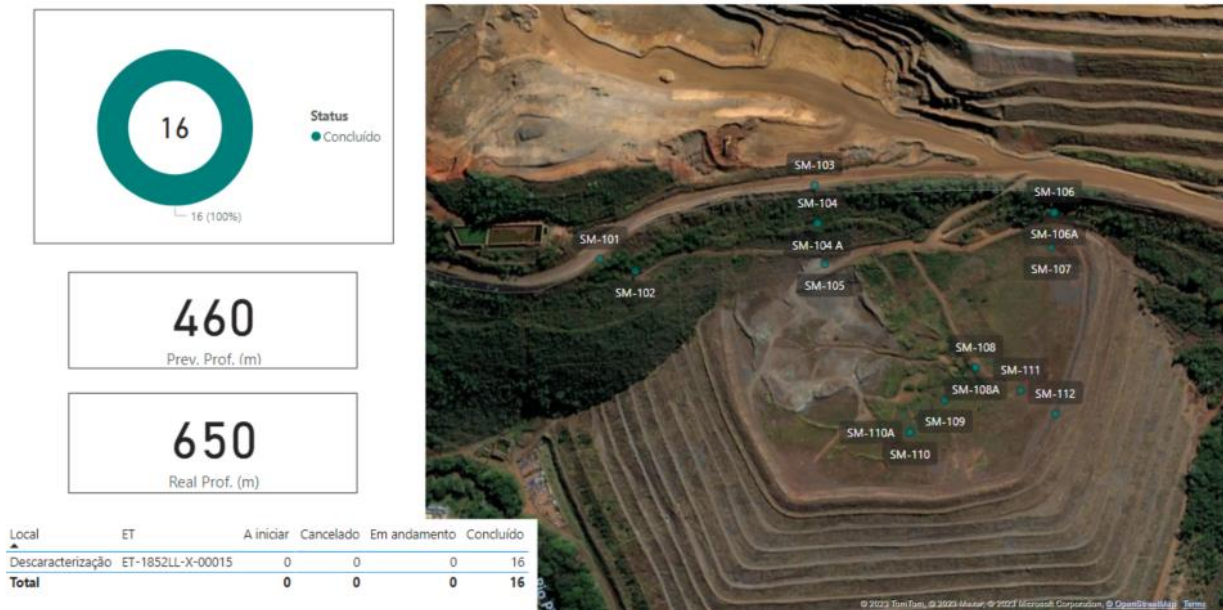 16
Status
Concluído
16 (100%)
460
Prev. Prof. (m)
650
Real Prof. (m)
Local ET A iniciar Cancelado Em andamento Concluído
Descaracterização ET-1852LL-X-00015 0 0 0 16
Total 0 0 0 16
SM-103
SM-104
SM-106
SM-101
SM-104 A
SM-106A
SM-102
SM-105
SM-107
SM-108
SM-111
SM-108A
SM-112
SM-109
SM-110A
SM-110
© 2023 TomTom, © 2023 Maxar, © 2023 Microsoft Corporation, © OpenStreetMap Terms